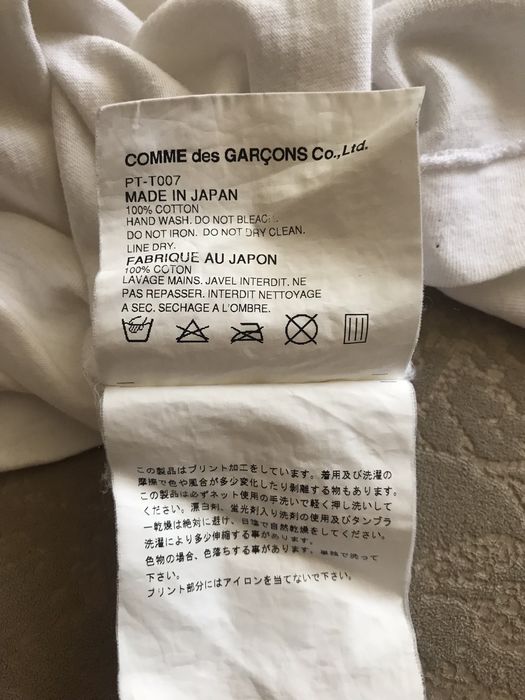 COMME des GARÇONS Co.,Ltd.
PT-T007
MADE IN JAPAN
100% COTTON
HAND WASH. DO NOT BLEACH.
DO NOT IRON. DO NOT DRY CLEAN.
LINE DRY.
FABRIQUE AU JAPON
100% COTON
LAVAGE MAINS. JAVEL INTERDIT. NE
PAS REPASSER. INTERDIT NETTOYAGE
A SEC. SECHAGE A L'OMBRE.
この製品はプリント加工をしています。着用及び洗濯の
摩擦で色や風合が多少変化したり剥離する物もあります。
この製品は必ずネット使用の手洗いで軽く押し洗いして
ください。漂白剤、蛍光剤入り洗剤の使用及びタンブラ
ー乾燥は絶対に避け、日陰で自然乾燥をしてください。
洗濯により多少伸縮する事があります。
色物の場合、色落ちする事があります。単独で洗って
下さい。
プリント部分にはアイロンを当てないで下さい。